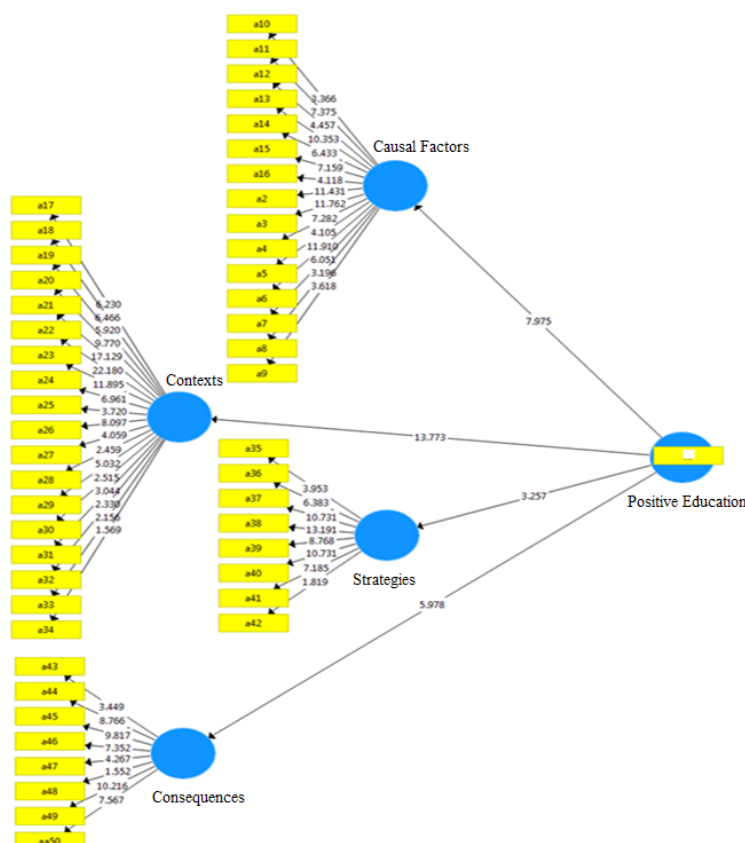 a10
a11
a12
a13
a14
a15
a16
a2
a3
a4
a5
a6
a7
a8
a9
3.366
7.375
4.457
10.353
6.433
7.159
4.118
11.431
11.762
7.282
4.105
11.910
6.051
3.196
3.618
Causal Factors
7.975
a17
a18
a19
a20
a21
a22
a23
a24
a25
a26
a27
a28
a29
a30
a31
a32
a33
a34
6.230
6.466
5.920
9.770
17.129
22.180
11.895
6.961
3.720
8.097
4.059
2.459
5.032
2.515
3.044
2.330
2.156
1.569
Contexts
13.773
Positive Education
a35
a36
a37
a38
a39
a40
a41
a42
3.953
6.383
10.731
13.191
8.768
10.731
7.185
1.819
Strategies
3.257
5.978
a43
a44
a45
a46
a47
a48
a49
aa50
3.449
8.766
9.817
7.352
4.267
1.552
10.216
7.567
Consequences